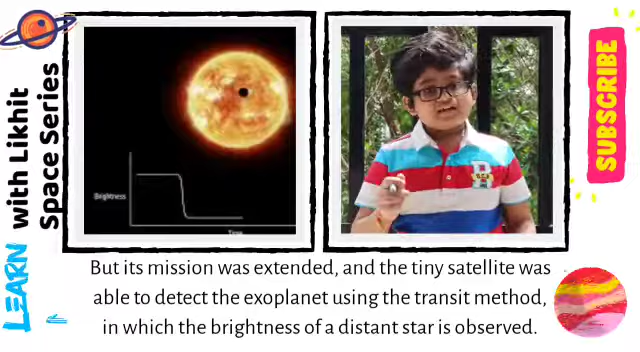 LEARN with Likhit
Space Series
Brightness
Time
SUBSCRIBE
But its mission was extended, and the tiny satellite was
able to detect the exoplanet using the transit method,
in which the brightness of a distant star is observed.